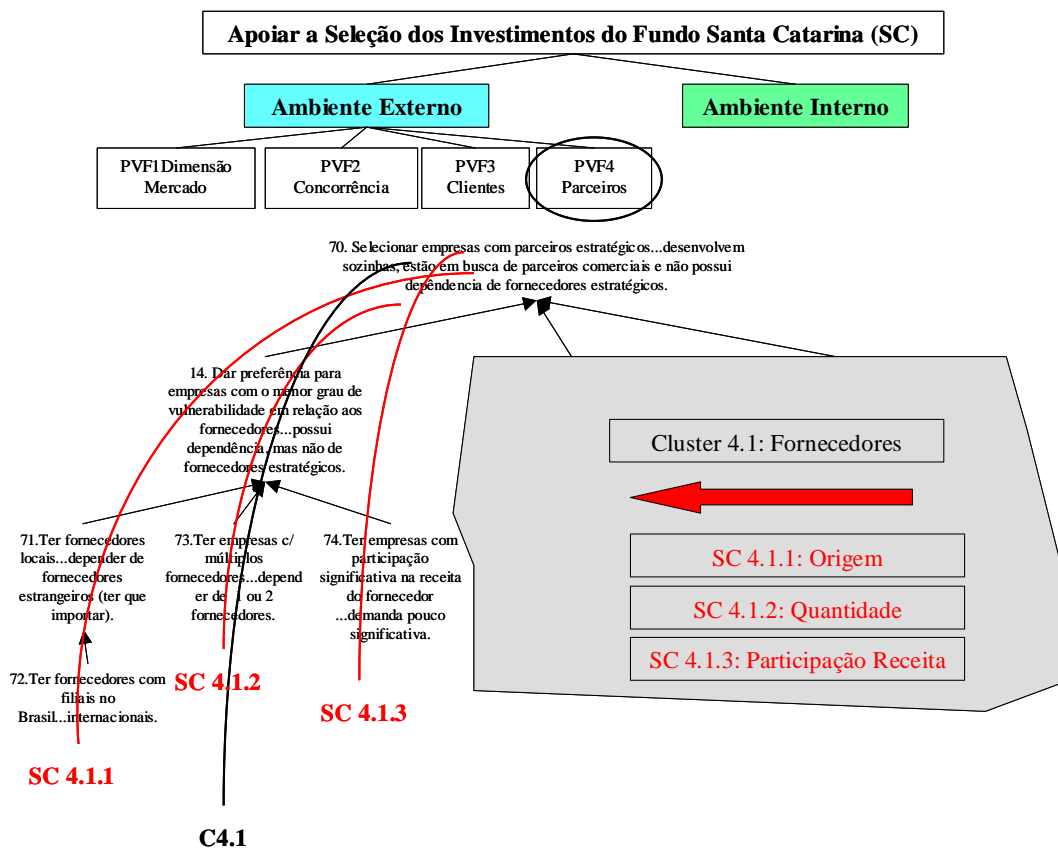 Apoiar a Seleção dos Investimentos do Fundo Santa Catarina (SC)
Ambiente Externo
Ambiente Interno
PVF1Dimensão
Mercado
PVF2
Concorrência
PVF3
Clientes
PVF4
Parceiros
70. Selecionar empresas com parceiros estratégicos...desenvolvem
sozinhas, estão em busca de parceiros comerciais e não possui
depêndencia de fornecedores estratégicos.
14. Dar preferência para
empresas com o menor grau de
vulnerabilidade em relação aos
fornecedores...possui
dependência, mas não de
fornecedores estratégicos.
Cluster 4.1: Fornecedores
71.Ter fornecedores
locais...depender de
fornecedores
estrangeiros (ter que
importar).
73.Ter empresas c/
múltiplos
fornecedores...depend
er de 1 ou 2
fornecedores.
74.Ter empresas com
participação
significativa na receita
do fornecedor
...demanda pouco
significativa.
SC 4.1.1: Origem
SC 4.1.2: Quantidade
SC 4.1.3: Participação Receita
72.Ter fornecedores com
filiais no
Brasil...internacionais.
SC 4.1.2
SC 4.1.3
SC 4.1.1
C4.1